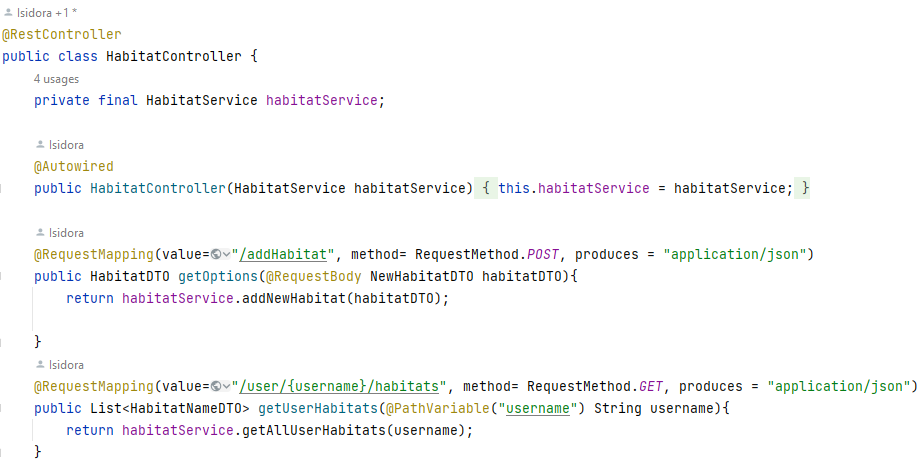 Isidora +1 *
@RestController
public class HabitatController {
4 usages
private final HabitatService habitatService;
Isidora
@Autowired
public HabitatController(HabitatService habitatService) { this.habitatService = habitatService; }
Isidora
@RequestMapping(value="/addHabitat", method= RequestMethod.POST, produces = "application/json")
public HabitatDTO getOptions(@RequestBody NewHabitatDTO habitatDTO){
return habitatService.addNewHabitat(habitatDTO);
}
Isidora
@RequestMapping(value="/user/{username}/habitats", method= RequestMethod.GET, produces = "application/json")
public List<HabitatNameDTO> getUserHabitats(@PathVariable("username") String username){
return habitatService.getAllUserHabitats(username);
}